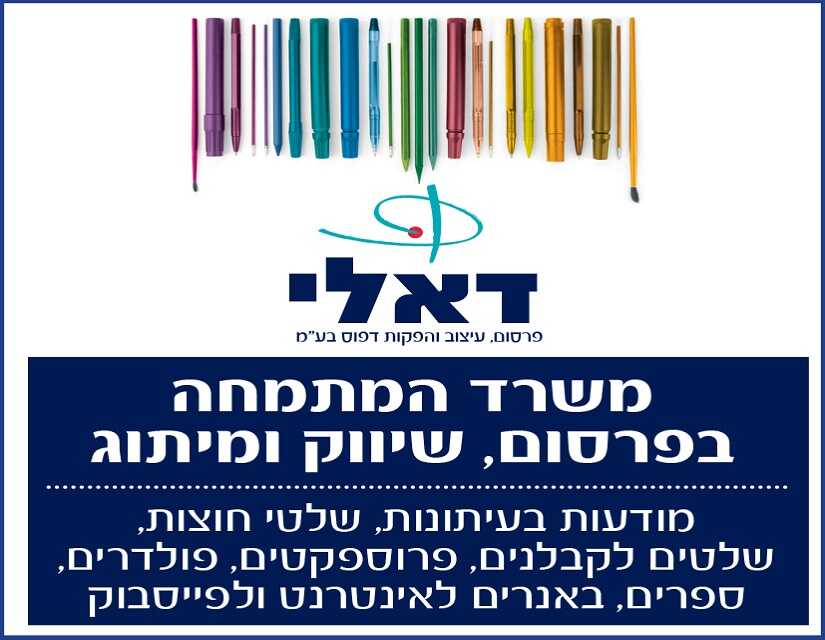 דאלי
פרסום, עיצוב והפקות דפוס בע"מ
משרד המתמחה
בפרסום, שיווק ומיתוג
מודעות בעיתונות, שלטי חוצות,
שלטים לקבלנים, פרוספקטים, פולדרים,
ספרים, באנרים לאינטרנט ולפייסבוק